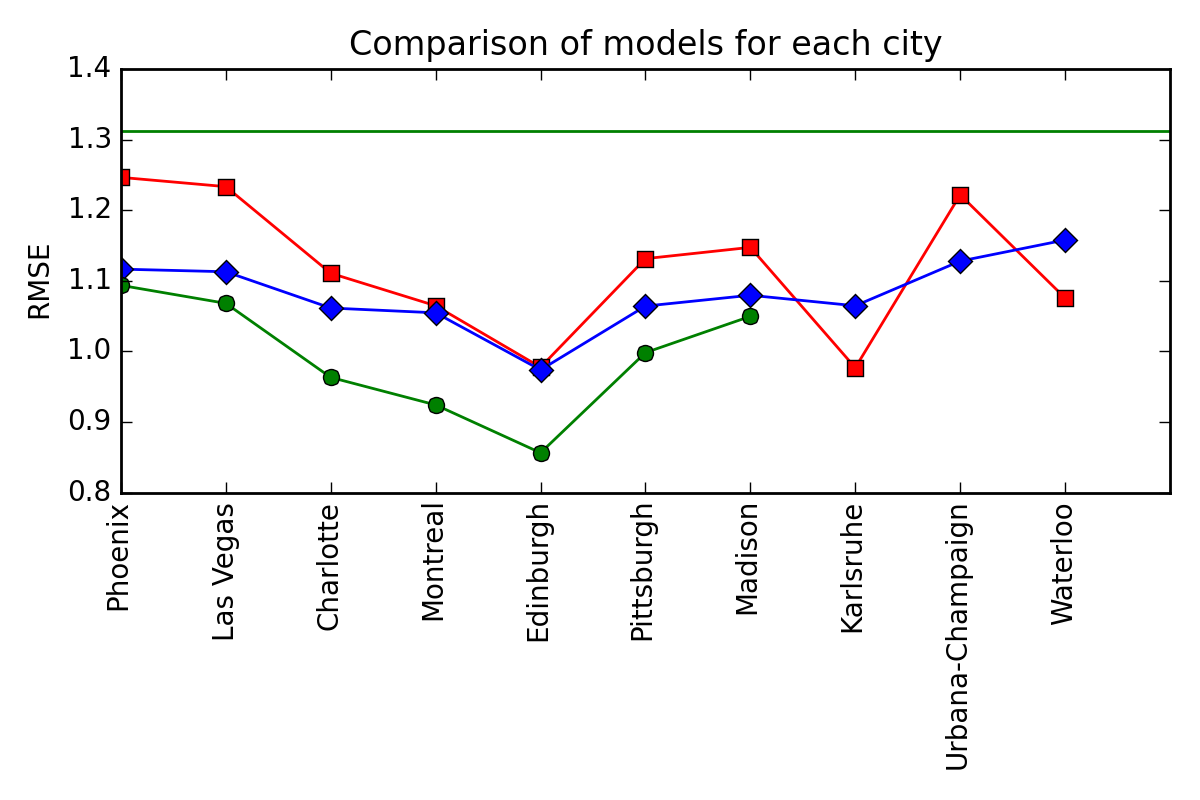 Comparison of models for each city
1.4
1.3
1.2
1.1
1.0
0.9
0.8
RMSE
Phoenix
Las Vegas
Charlotte
Montreal
Edinburgh
Pittsburgh
Madison
Karlsruhe
Urbana-Champaign
Waterloo